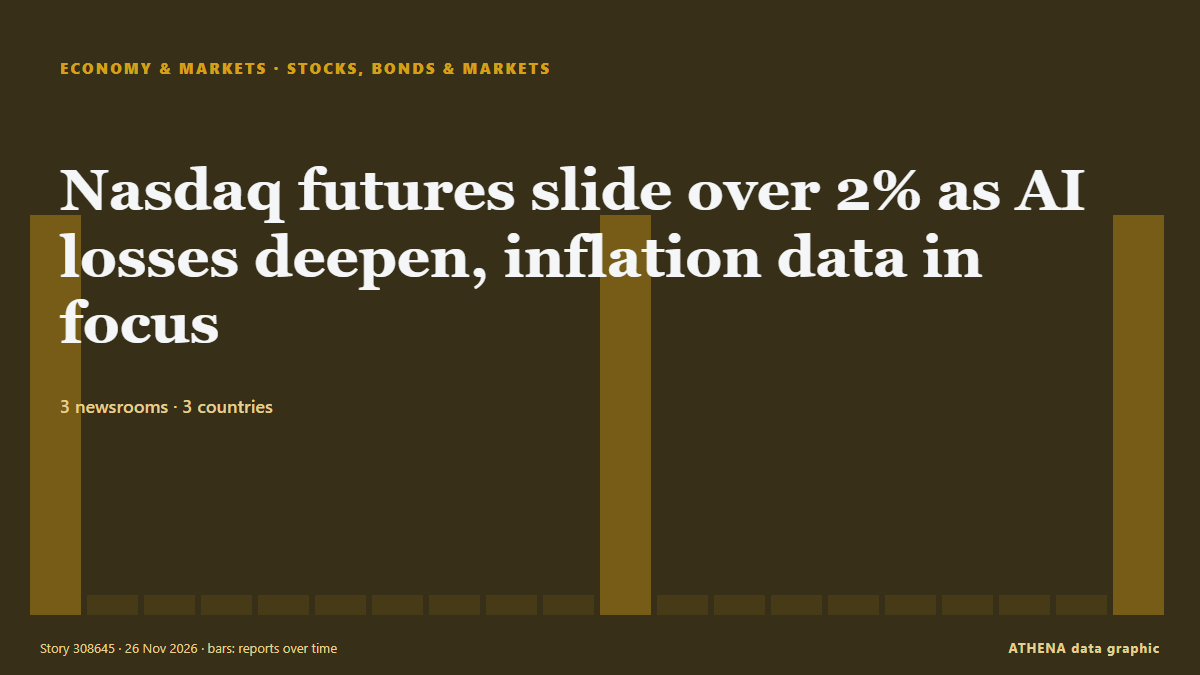 ECONOMY & MARKETS · STOCKS, BONDS & MARKETS
Nasdaq futures slide over 2% as AI
losses deepen, inflation data in
focus
3 newsrooms · 3 countries
Story 308645 · 26 Nov 2026 · bars: reports over time
ATHENA data graphic